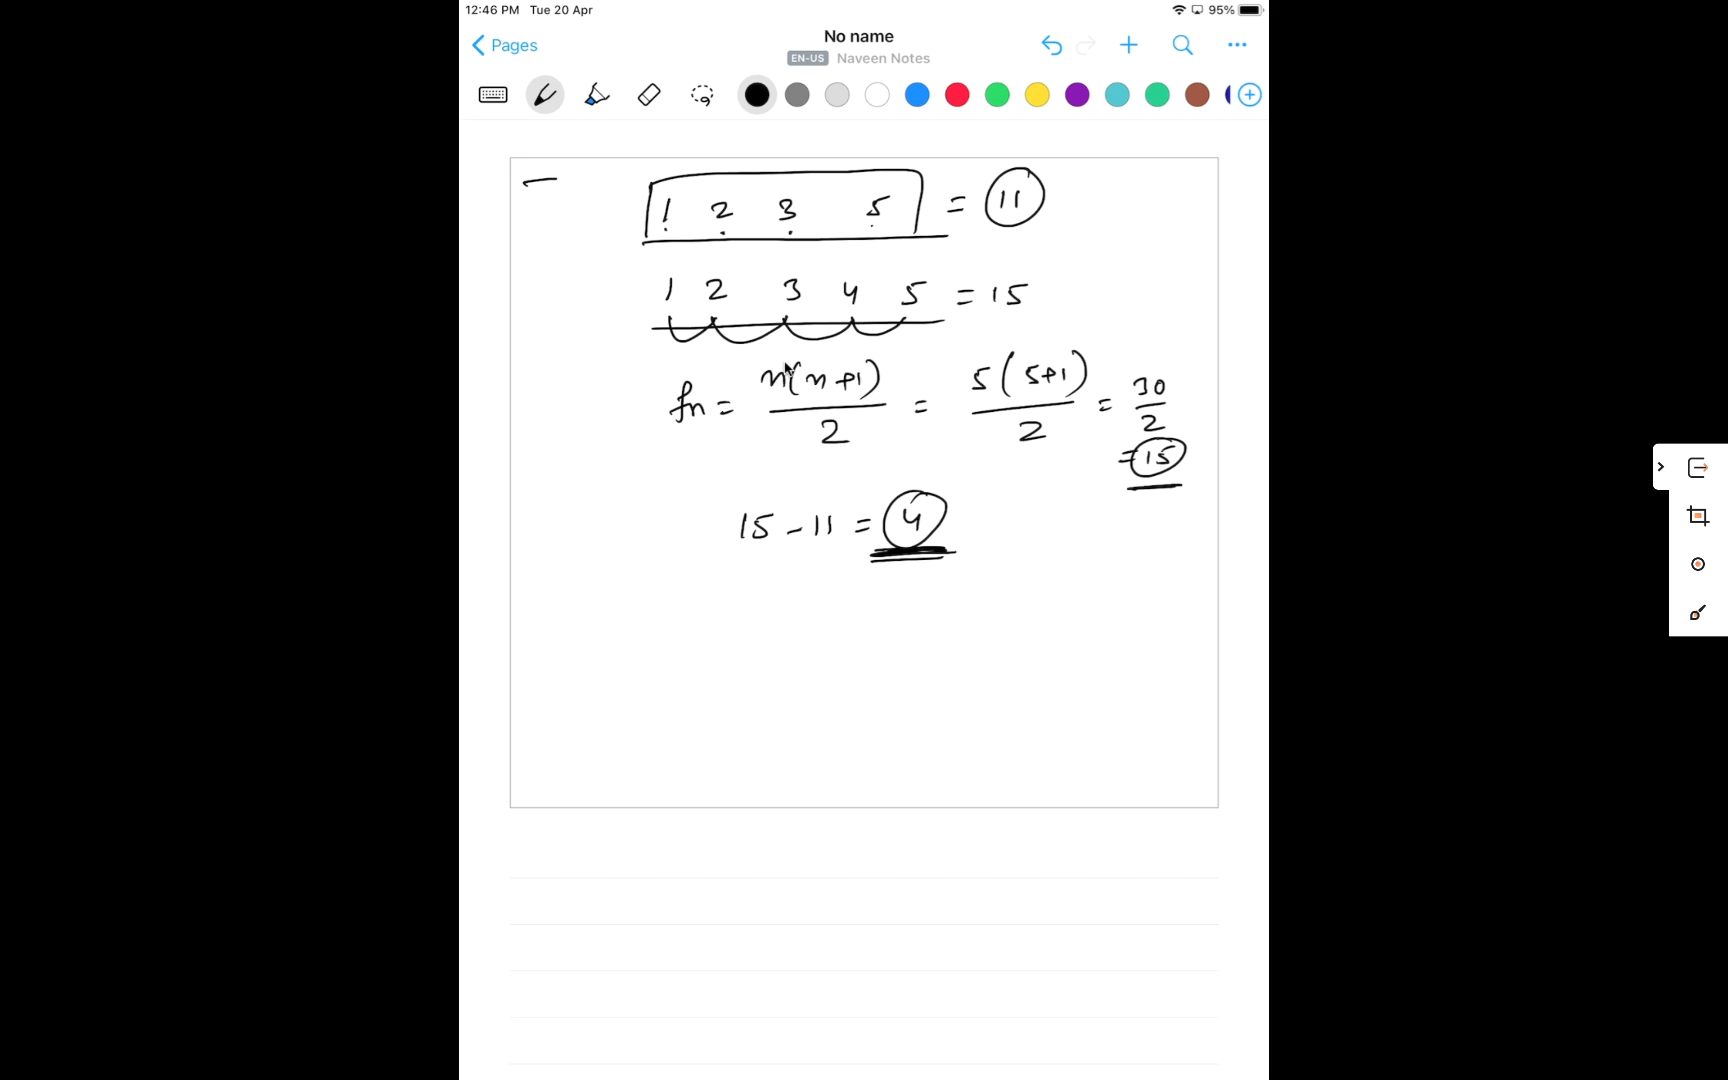 12:46 PM Tue 20 Apr
95%
Pages
No name
EN-US Naveen Notes
1 2 3 5 = 11
1 2 3 4 5 = 15
fn = n(n+1)/2 = 5(5+1)/2 = 30/2
= 15
15 - 11 = 4